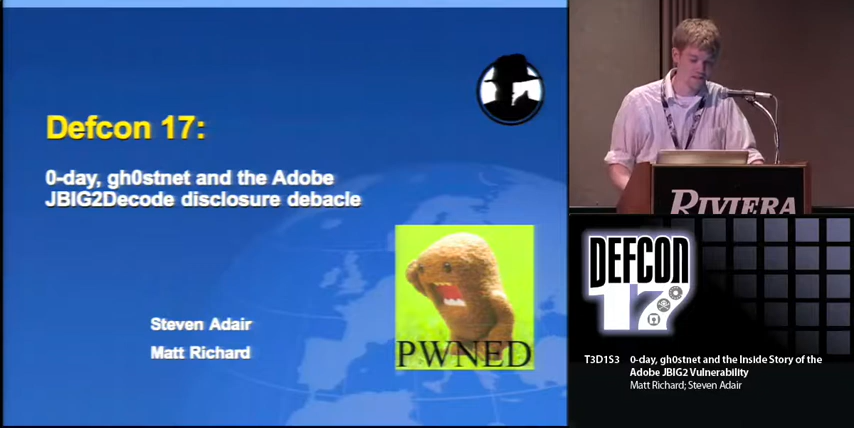 Defcon 17:
0-day, gh0stnet and the Adobe
JBIG2Decode disclosure debacle
Steven Adair
Matt Richard
PWNED
RIVIERA
DEFCON
17
T3D1S3 0-day, gh0stnet and the Inside Story of the
Adobe JBIG2 Vulnerability
Matt Richard; Steven Adair